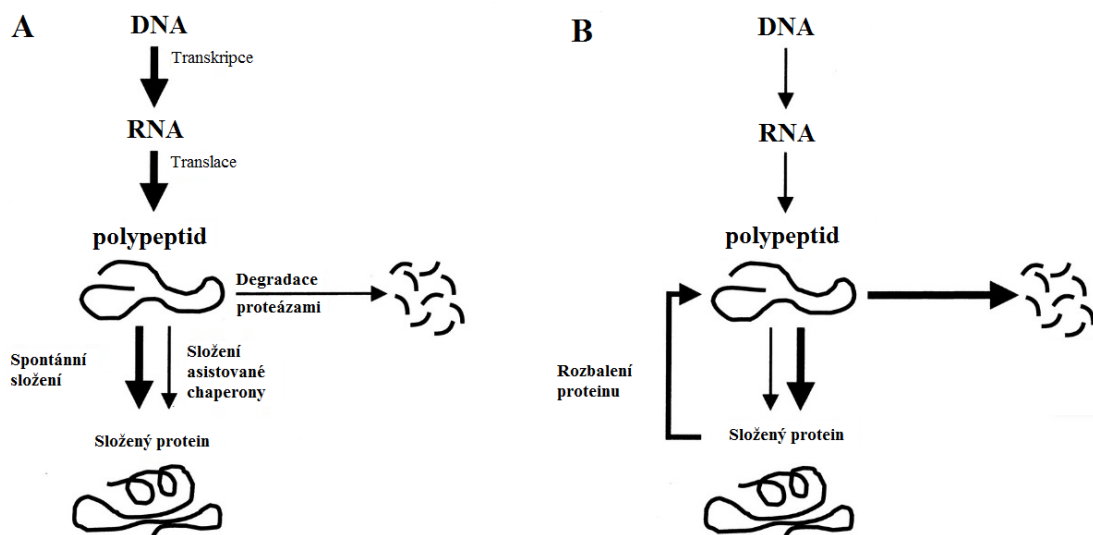 A
DNA
Transkripce
RNA
Translace
polypeptid
Degradace
proteázami
Spontánní
složení
Složení
asistované
chaperony
Složený protein
B
DNA
RNA
polypeptid
Rozbalení
proteinu
Složený protein